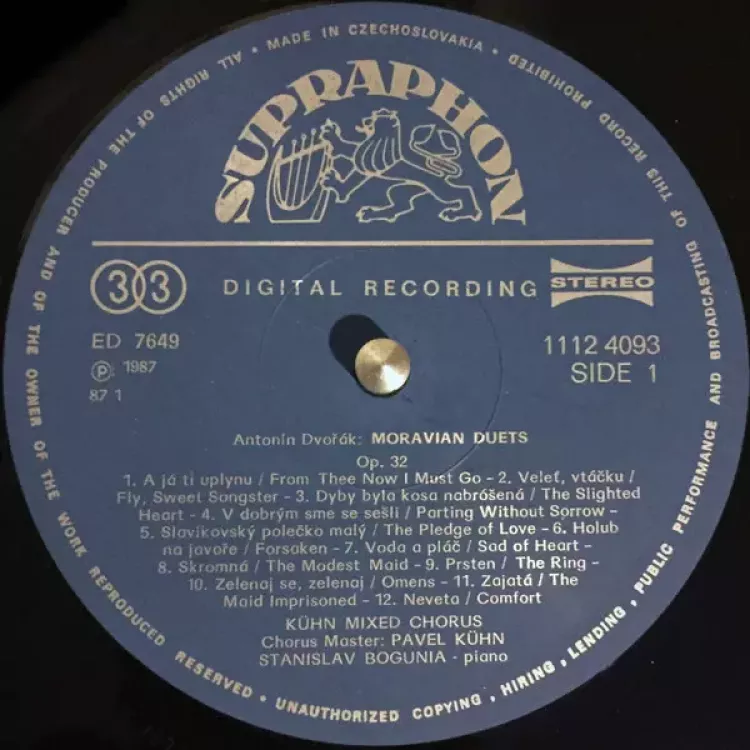 • MADE IN CZECHOSLOVAKIA • ALL RIGHTS OF THE PRODUCER AND OF THE OWNER OF THE WORK REPRODUCED RESERVED • UNAUTHORIZED COPYING, HIRING, LENDING, PUBLIC PERFORMANCE AND BROADCASTING OF THIS RECORD PROHIBITED
SUPRAPHON
33 DIGITAL RECORDING STEREO
ED 7649 1112 4093
Ⓟ 1987 SIDE 1
87 1
Antonín Dvořák: MORAVIAN DUETS
Op. 32
1. A já ti uplynu / From Thee Now I Must Go – 2. Veleť, vtáčku /
Fly, Sweet Songster – 3. Dyby byla kosa nabróšená / The Slighted
Heart – 4. V dobrým sme se sešli / Parting Without Sorrow –
5. Slavíkovský polečko malý / The Pledge of Love – 6. Holub
na javoře / Forsaken – 7. Voda a pláč / Sad of Heart –
8. Skromná / The Modest Maid – 9. Prsten / The Ring –
10. Zelenaj se, zelenaj / Omens – 11. Zajatá / The
Maid Imprisoned – 12. Neveta / Comfort
KÜHN MIXED CHORUS
Chorus Master: PAVEL KÜHN
STANISLAV BOGUNIA - piano